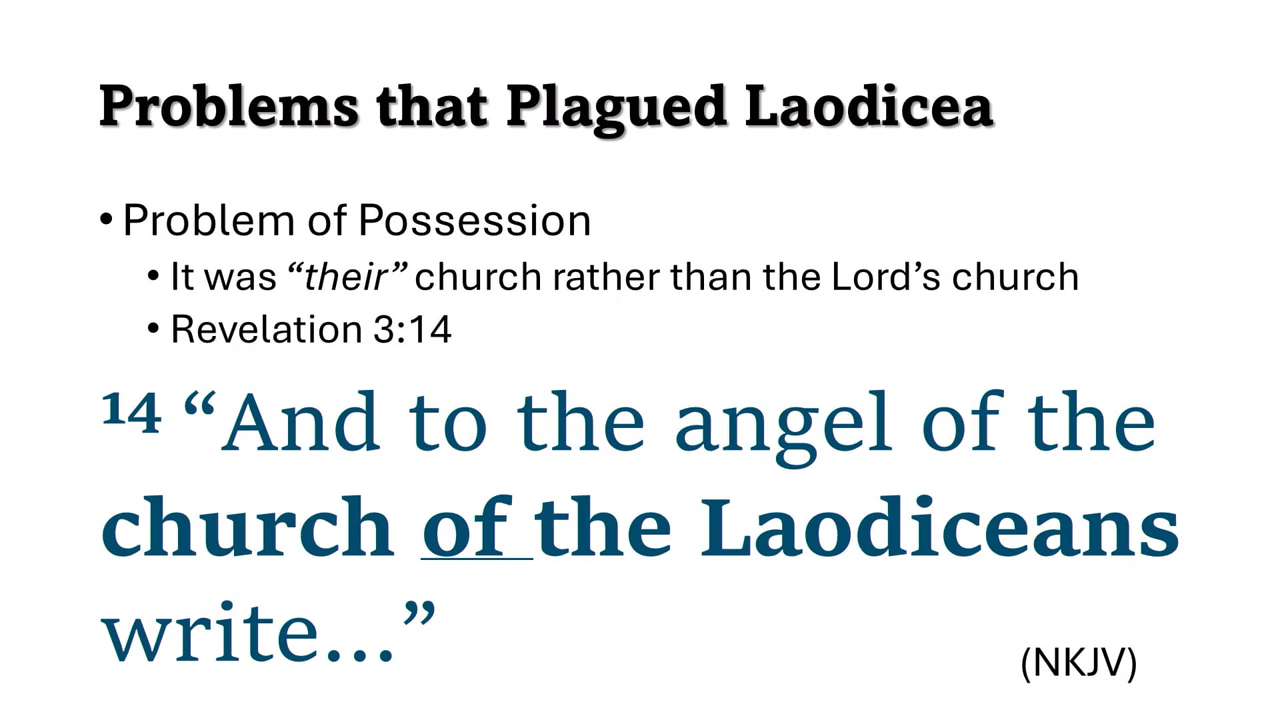 Problems that Plagued Laodicea
• Problem of Possession
• It was “their” church rather than the Lord’s church
• Revelation 3:14
¹⁴ “And to the angel of the
church of the Laodiceans
write…”
(NKJV)